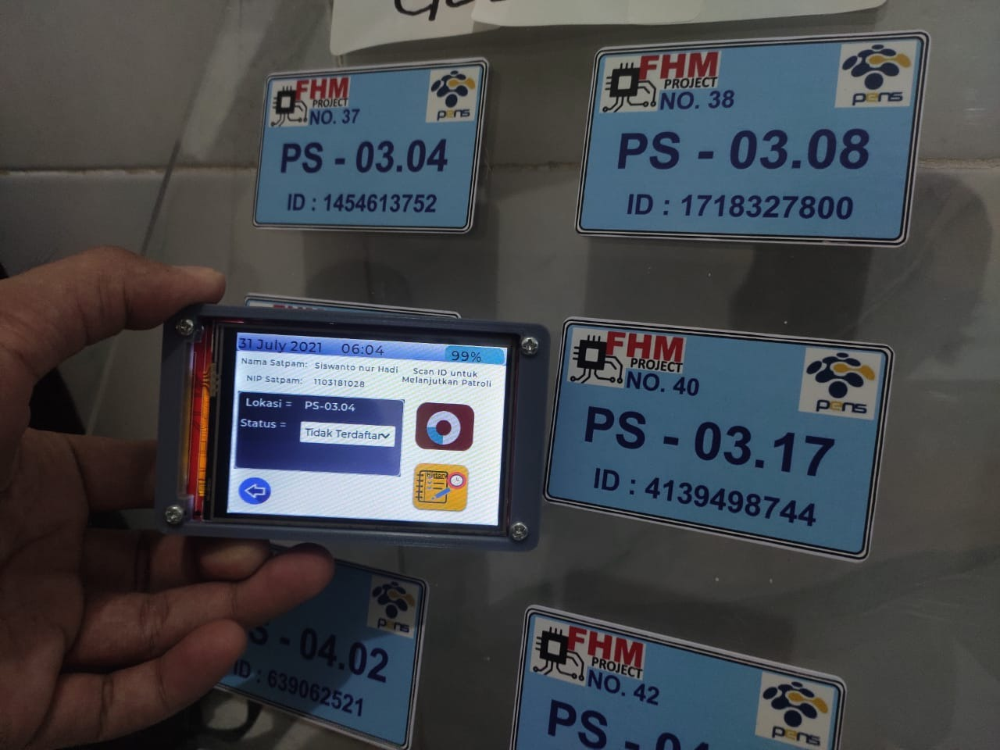 FHM
PROJECT
NO. 37
pens
PS - 03.04
ID : 1454613752
FHM
PROJECT
NO. 38
pens
PS - 03.08
ID : 1718327800
FHM
31 July 2021 06:04 99%
Nama Satpam: Siswanto nur Hadi
NIP Satpam: 1103181028
Scan ID untuk
Melanjutkan Patroli
Lokasi = PS-03.04
Status = Tidak Terdaftar
History
FHM
PROJECT
NO. 40
pens
PS - 03.17
ID : 4139498744
pens
S - 04.02
ID : 639062521
FHM
PROJECT
NO. 42
pens
PS - 04